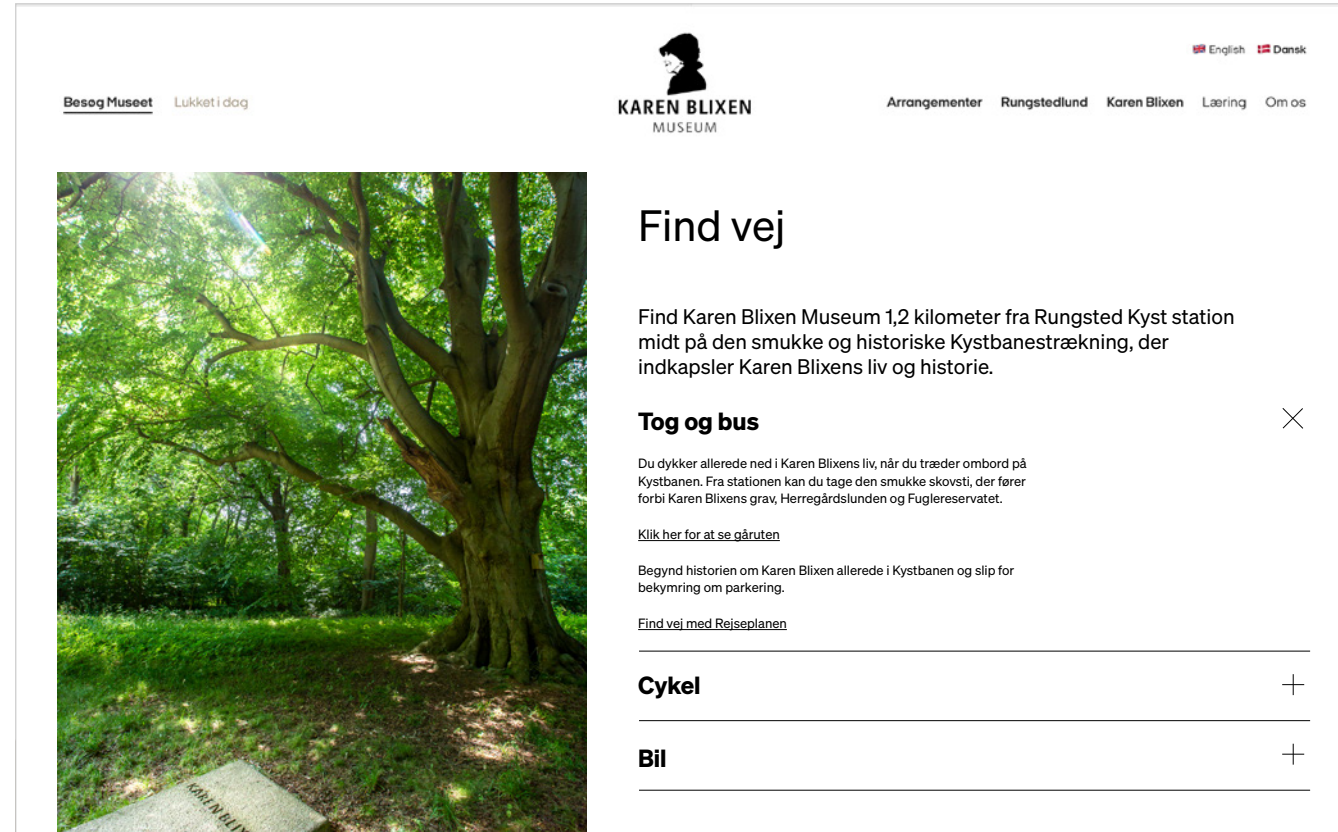 English Dansk
Besøg Museet Lukket i dag
KAREN BLIXEN
MUSEUM
Arrangementer Rungstedlund Karen Blixen Læring Om os
Find vej
Find Karen Blixen Museum 1,2 kilometer fra Rungsted Kyst station
midt på den smukke og historiske Kystbanestrækning, der
indkapsler Karen Blixens liv og historie.
Tog og bus
Du dykker allerede ned i Karen Blixens liv, når du træder ombord på
Kystbanen. Fra stationen kan du tage den smukke skovsti, der fører
forbi Karen Blixens grav, Herregårdslunden og Fuglereservatet.
Klik her for at se gåruten
Begynd historien om Karen Blixen allerede i Kystbanen og slip for
bekymring om parkering.
Find vej med Rejseplanen
Cykel
Bil
KAREN